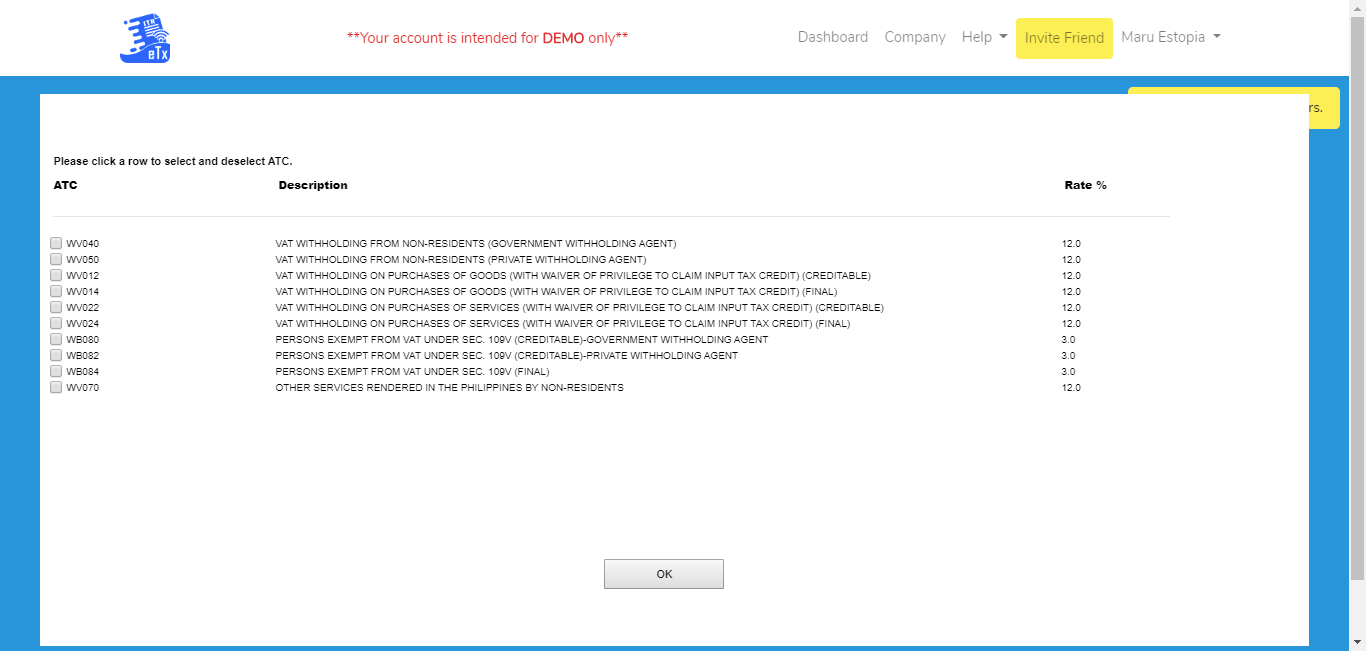 ITR
eTx
**Your account is intended for DEMO only**
Dashboard Company Help Invite Friend Maru Estopia
rs.
Please click a row to select and deselect ATC.
ATC Description Rate %
WV040 VAT WITHHOLDING FROM NON-RESIDENTS (GOVERNMENT WITHHOLDING AGENT) 12.0
WV050 VAT WITHHOLDING FROM NON-RESIDENTS (PRIVATE WITHHOLDING AGENT) 12.0
WV012 VAT WITHHOLDING ON PURCHASES OF GOODS (WITH WAIVER OF PRIVILEGE TO CLAIM INPUT TAX CREDIT) (CREDITABLE) 12.0
WV014 VAT WITHHOLDING ON PURCHASES OF GOODS (WITH WAIVER OF PRIVILEGE TO CLAIM INPUT TAX CREDIT) (FINAL) 12.0
WV022 VAT WITHHOLDING ON PURCHASES OF SERVICES (WITH WAIVER OF PRIVILEGE TO CLAIM INPUT TAX CREDIT) (CREDITABLE) 12.0
WV024 VAT WITHHOLDING ON PURCHASES OF SERVICES (WITH WAIVER OF PRIVILEGE TO CLAIM INPUT TAX CREDIT) (FINAL) 12.0
WB080 PERSONS EXEMPT FROM VAT UNDER SEC. 109V (CREDITABLE)-GOVERNMENT WITHHOLDING AGENT 3.0
WB082 PERSONS EXEMPT FROM VAT UNDER SEC. 109V (CREDITABLE)-PRIVATE WITHHOLDING AGENT 3.0
WB084 PERSONS EXEMPT FROM VAT UNDER SEC. 109V (FINAL) 3.0
WV070 OTHER SERVICES RENDERED IN THE PHILIPPINES BY NON-RESIDENTS 12.0
OK